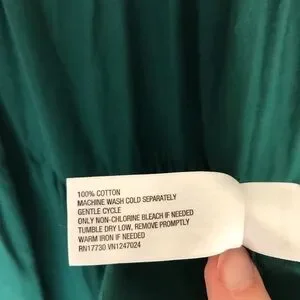 100% COTTON
MACHINE WASH COLD SEPARATELY
GENTLE CYCLE
ONLY NON-CHLORINE BLEACH IF NEEDED
TUMBLE DRY LOW, REMOVE PROMPTLY
WARM IRON IF NEEDED
RN17730 VN1247024